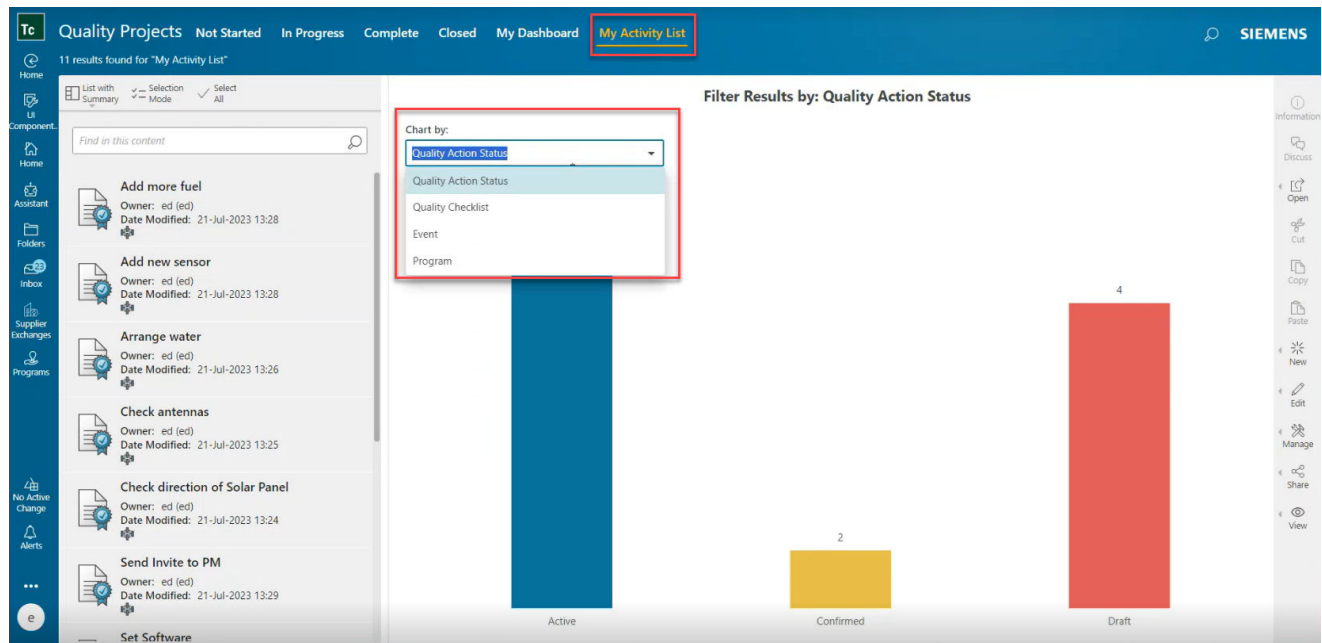 Tc
Quality Projects Not Started In Progress Complete Closed My Dashboard My Activity List
SIEMENS
11 results found for "My Activity List"
Home
UI
Component..
Home
Assistant
Folders
23
Inbox
Supplier
Exchanges
Programs
No Active
Change
Alerts
e
List with
Summary
Selection
Mode
Select
All
Find in this content
Add more fuel
Owner: ed (ed)
Date Modified: 21-Jul-2023 13:28
Add new sensor
Owner: ed (ed)
Date Modified: 21-Jul-2023 13:28
Arrange water
Owner: ed (ed)
Date Modified: 21-Jul-2023 13:26
Check antennas
Owner: ed (ed)
Date Modified: 21-Jul-2023 13:25
Check direction of Solar Panel
Owner: ed (ed)
Date Modified: 21-Jul-2023 13:24
Send Invite to PM
Owner: ed (ed)
Date Modified: 21-Jul-2023 13:29
Set Software
Filter Results by: Quality Action Status
Chart by:
Quality Action Status
Quality Action Status
Quality Checklist
Event
Program
4
2
Active
Confirmed
Draft
Information
Discuss
Open
Cut
Copy
Paste
New
Edit
Manage
Share
View